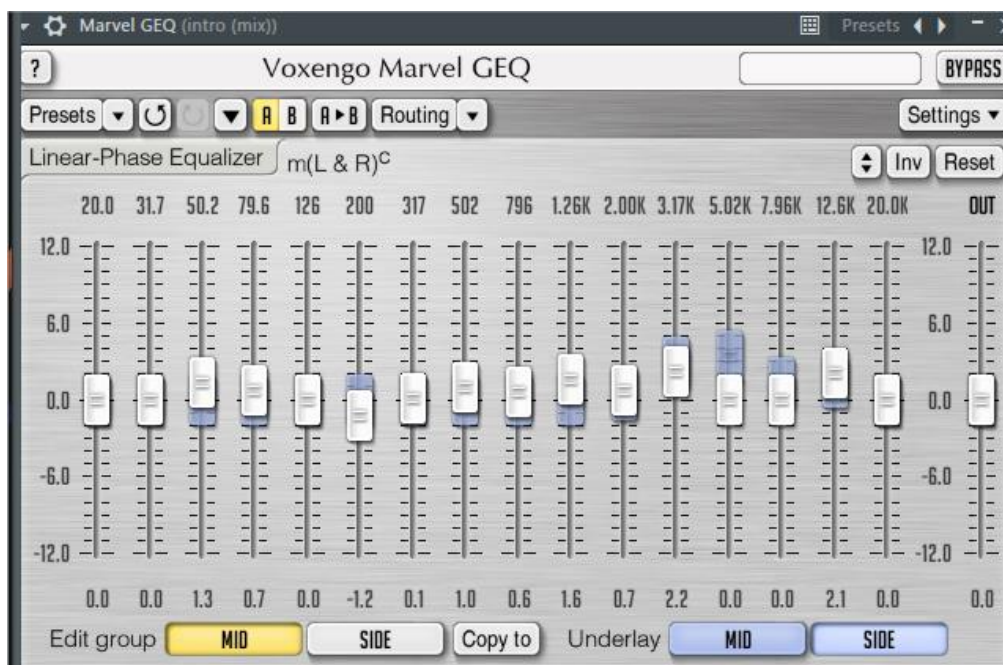 Marvel GEQ (intro (mix)) Presets
? Voxengo Marvel GEQ BYPASS
Presets A B A▸B Routing Settings
Linear-Phase Equalizer m(L & R)C Inv Reset
20.0 31.7 50.2 79.6 126 200 317 502 796 1.26K 2.00K 3.17K 5.02K 7.96K 12.6K 20.0K OUT
12.0 12.0
6.0 6.0
0.0 0.0
-6.0 -6.0
-12.0 -12.0
0.0 0.0 1.3 0.7 0.0 -1.2 0.1 1.0 0.6 1.6 0.7 2.2 0.0 0.0 2.1 0.0 0.0
Edit group MID SIDE Copy to Underlay MID SIDE